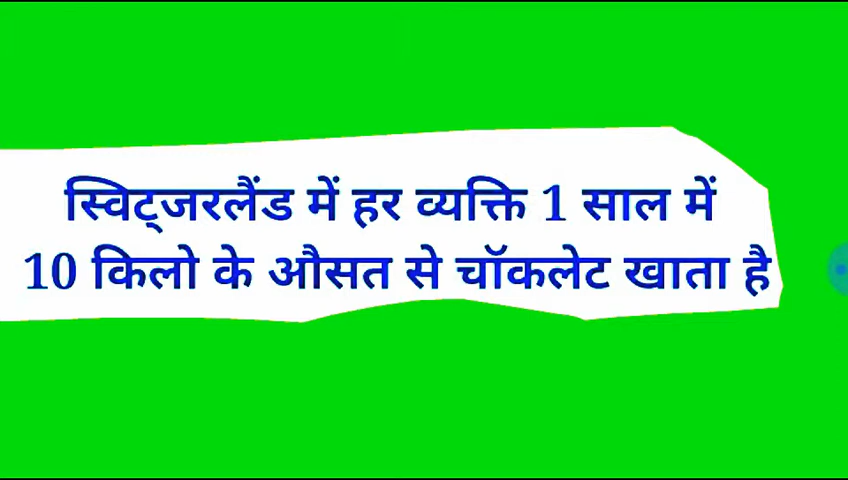 स्विट्जरलैंड में हर व्यक्ति 1 साल में
10 किलो के औसत से चॉकलेट खाता है